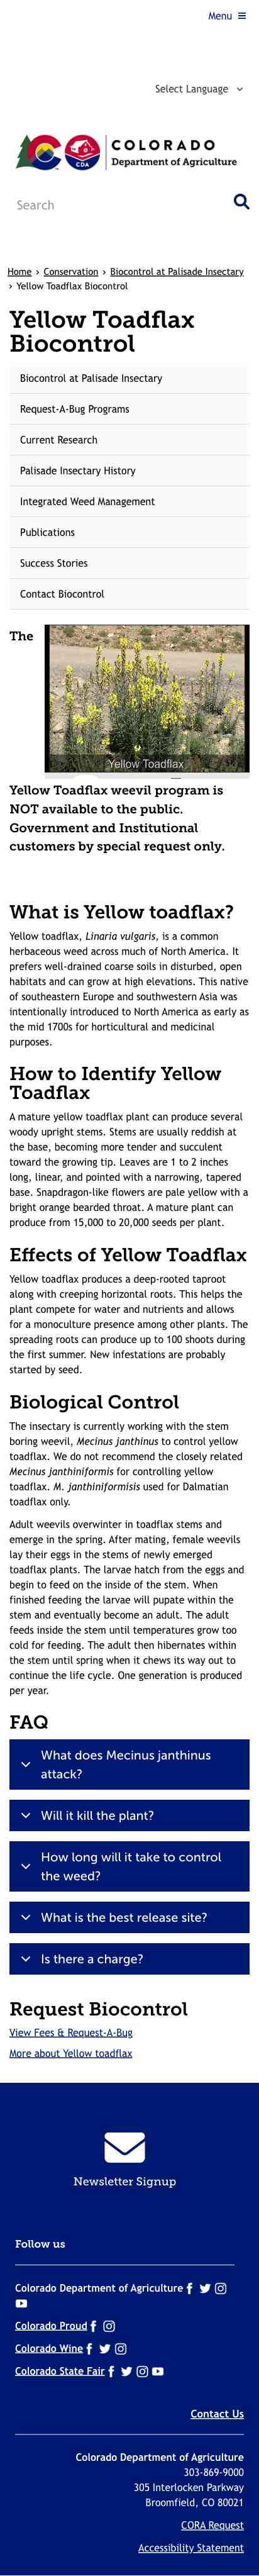 Menu
Select Language
COLORADO
Department of Agriculture
CDA
Search
Home › Conservation › Biocontrol at Palisade Insectary
› Yellow Toadflax Biocontrol
Yellow Toadflax
Biocontrol
Biocontrol at Palisade Insectary
Request-A-Bug Programs
Current Research
Palisade Insectary History
Integrated Weed Management
Publications
Success Stories
Contact Biocontrol
The
Yellow Toadflax
Yellow Toadflax weevil program is
NOT available to the public.
Government and Institutional
customers by special request only.
What is Yellow toadflax?
Yellow toadflax, Linaria vulgaris, is a common
herbaceous weed across much of North America. It
prefers well-drained coarse soils in disturbed, open
habitats and can grow at high elevations. This native
of southeastern Europe and southwestern Asia was
intentionally introduced to North America as early as
the mid 1700s for horticultural and medicinal
purposes.
How to Identify Yellow
Toadflax
A mature yellow toadflax plant can produce several
woody upright stems. Stems are usually reddish at
the base, becoming more tender and succulent
toward the growing tip. Leaves are 1 to 2 inches
long, linear, and pointed with a narrowing, tapered
base. Snapdragon-like flowers are pale yellow with a
bright orange bearded throat. A mature plant can
produce from 15,000 to 20,000 seeds per plant.
Effects of Yellow Toadflax
Yellow toadflax produces a deep-rooted taproot
along with creeping horizontal roots. This helps the
plant compete for water and nutrients and allows
for a monoculture presence among other plants. The
spreading roots can produce up to 100 shoots during
the first summer. New infestations are probably
started by seed.
Biological Control
The insectary is currently working with the stem
boring weevil, Mecinus janthinus to control yellow
toadflax. We do not recommend the closely related
Mecinus janthiniformis for controlling yellow
toadflax. M. janthiniformisis used for Dalmatian
toadflax only.
Adult weevils overwinter in toadflax stems and
emerge in the spring. After mating, female weevils
lay their eggs in the stems of newly emerged
toadflax plants. The larvae hatch from the eggs and
begin to feed on the inside of the stem. When
finished feeding the larvae will pupate within the
stem and eventually become an adult. The adult
feeds inside the stem until temperatures grow too
cold for feeding. The adult then hibernates within
the stem until spring when it chews its way out to
continue the life cycle. One generation is produced
per year.
FAQ
What does Mecinus janthinus
attack?
Will it kill the plant?
How long will it take to control
the weed?
What is the best release site?
Is there a charge?
Request Biocontrol
View Fees & Request-A-Bug
More about Yellow toadflax
Newsletter Signup
Follow us
Colorado Department of Agriculture
Colorado Proud
Colorado Wine
Colorado State Fair
Contact Us
Colorado Department of Agriculture
303-869-9000
305 Interlocken Parkway
Broomfield, CO 80021
CORA Request
Accessibility Statement